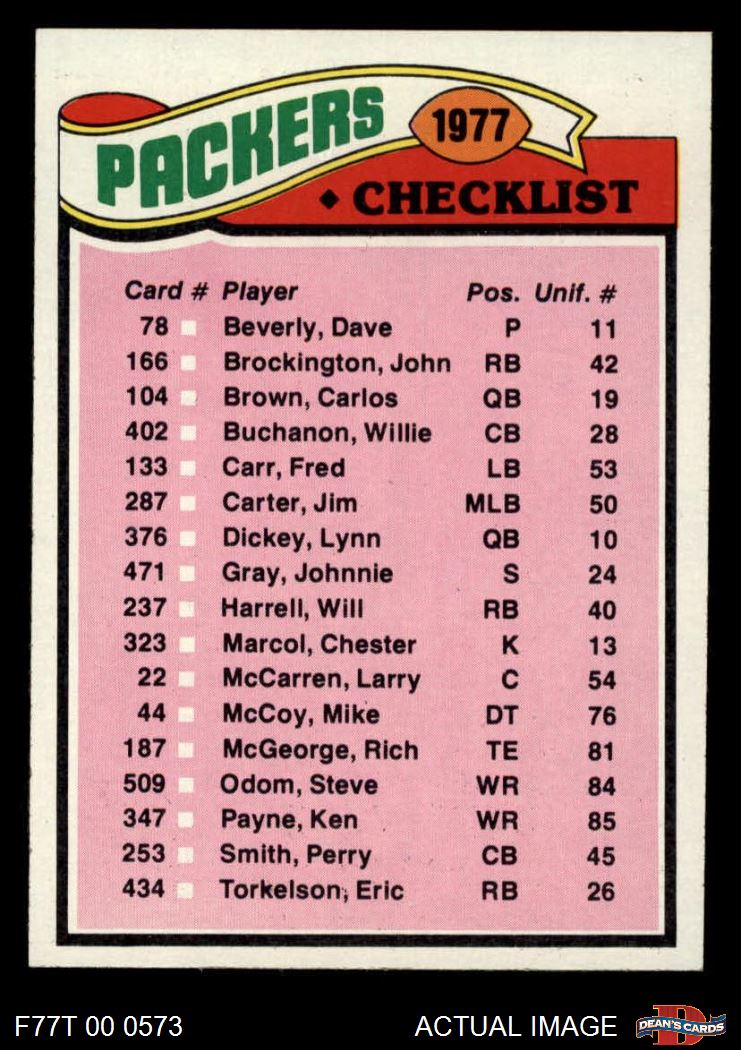 PACKERS 1977
◆ CHECKLIST
Card # Player Pos. Unif. #
78 Beverly, Dave P 11
166 Brockington, John RB 42
104 Brown, Carlos QB 19
402 Buchanon, Willie CB 28
133 Carr, Fred LB 53
287 Carter, Jim MLB 50
376 Dickey, Lynn QB 10
471 Gray, Johnnie S 24
237 Harrell, Will RB 40
323 Marcol, Chester K 13
22 McCarren, Larry C 54
44 McCoy, Mike DT 76
187 McGeorge, Rich TE 81
509 Odom, Steve WR 84
347 Payne, Ken WR 85
253 Smith, Perry CB 45
434 Torkelson, Eric RB 26
F77T 00 0573 ACTUAL IMAGE D DEAN'S CARDS